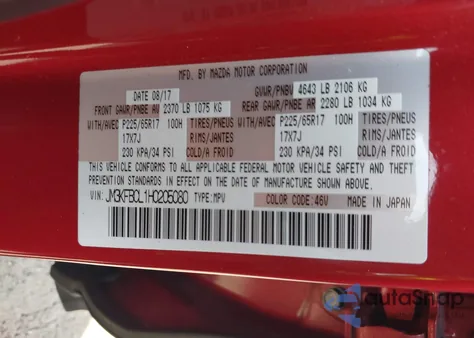 MFD. BY MAZDA MOTOR CORPORATION
DATE 08/17 GVWR/PNBV 4643 LB 2106 KG
FRONT GAWR/PNBE AV 2370 LB 1075 KG REAR GAWR/PNBE AR 2280 LB 1034 KG
WITH/AVEC P225/65R17 100H TIRES/PNEUS WITH/AVEC P225/65R17 100H TIRES/PNEUS
17X7J RIMS/JANTES 17X7J RIMS/JANTES
230 KPA/34 PSI COLD/A FROID 230 KPA/34 PSI COLD/A FROID
THIS VEHICLE CONFORMS TO ALL APPLICABLE FEDERAL MOTOR VEHICLE SAFETY AND THEFT
PREVENTION STANDARDS IN EFFECT ON THE DATE OF MANUFACTURE SHOWN ABOVE.
VIN: JM3KFBCL1H0205080 TYPE:MPV
COLOR CODE:46V MADE IN JAPAN
autoSnap